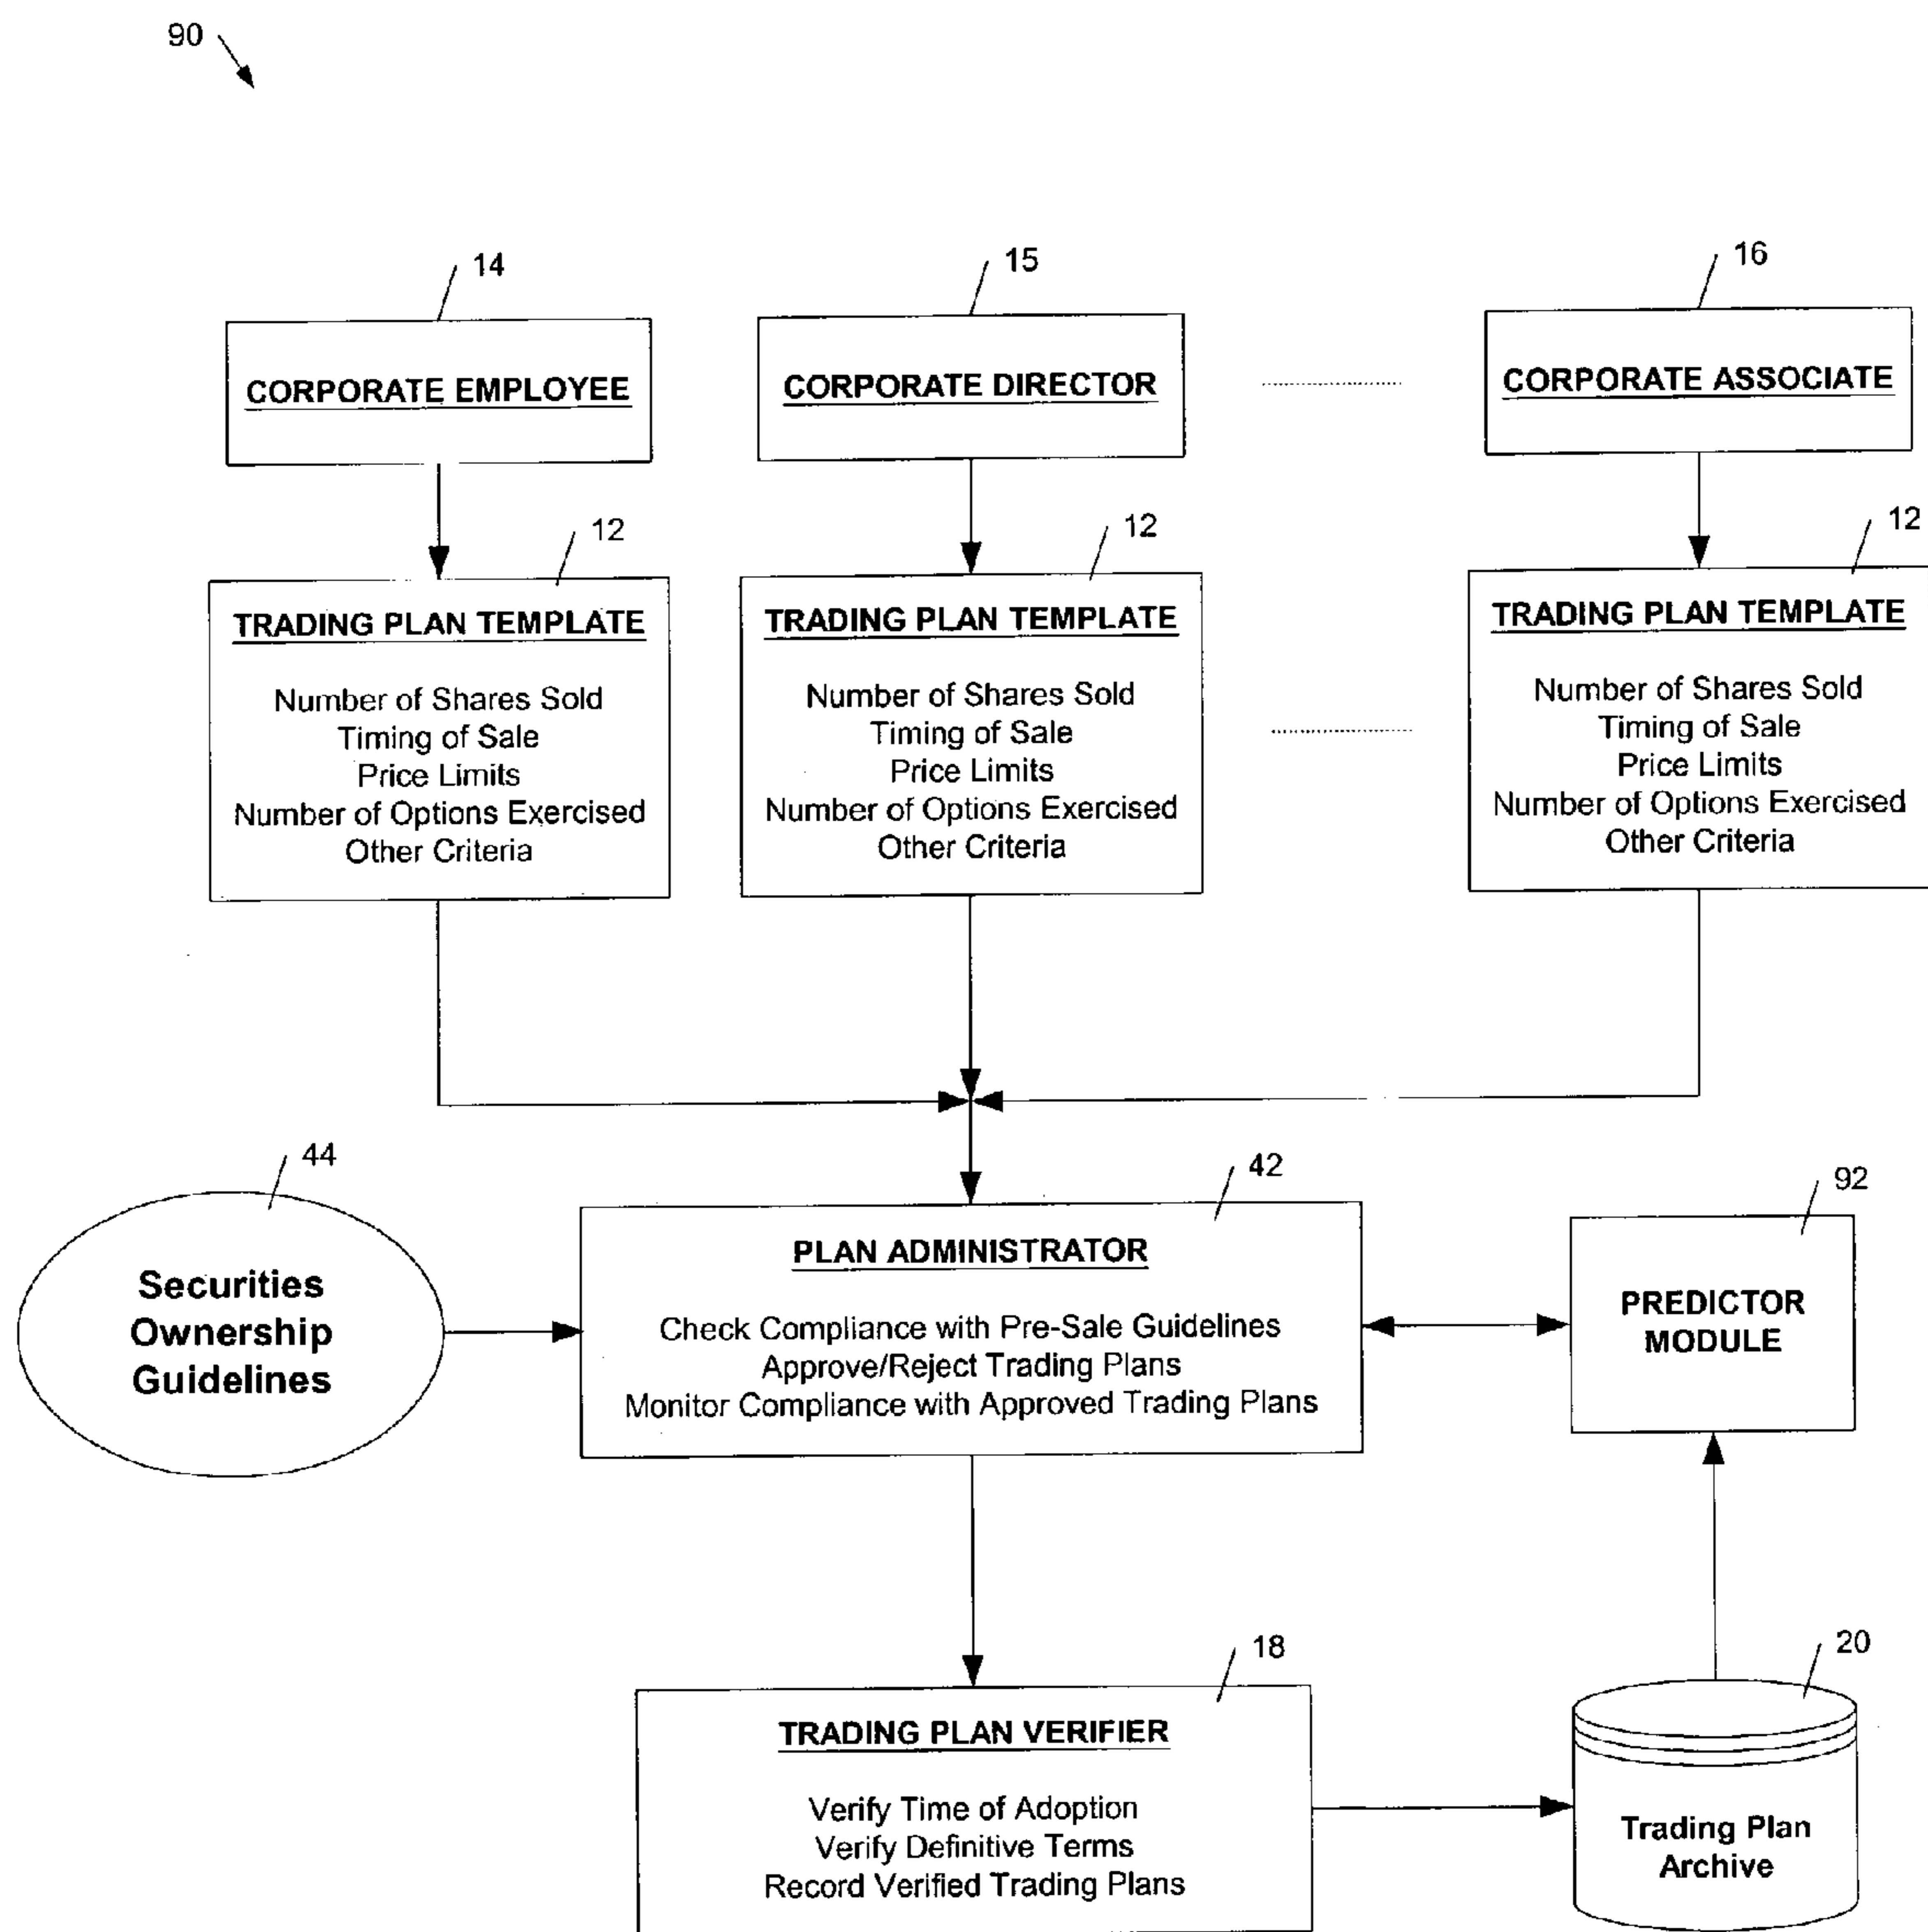 90
14
15
16
CORPORATE EMPLOYEE
CORPORATE DIRECTOR
CORPORATE ASSOCIATE
12
12
12
TRADING PLAN TEMPLATE
Number of Shares Sold
Timing of Sale
Price Limits
Number of Options Exercised
Other Criteria
TRADING PLAN TEMPLATE
Number of Shares Sold
Timing of Sale
Price Limits
Number of Options Exercised
Other Criteria
TRADING PLAN TEMPLATE
Number of Shares Sold
Timing of Sale
Price Limits
Number of Options Exercised
Other Criteria
44
Securities
Ownership
Guidelines
42
PLAN ADMINISTRATOR
Check Compliance with Pre-Sale Guidelines
Approve/Reject Trading Plans
Monitor Compliance with Approved Trading Plans
92
PREDICTOR
MODULE
18
TRADING PLAN VERIFIER
Verify Time of Adoption
Verify Definitive Terms
Record Verified Trading Plans
20
Trading Plan
Archive